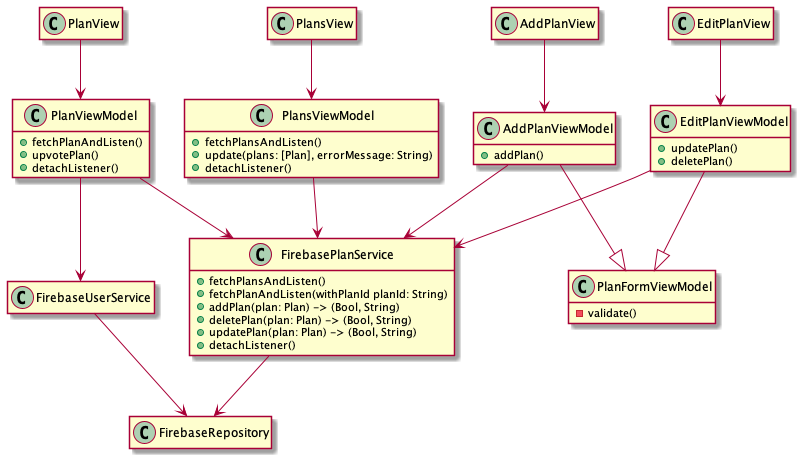 C PlanView
C PlansView
C AddPlanView
C EditPlanView
C PlanViewModel
fetchPlanAndListen()
upvotePlan()
detachListener()
C PlansViewModel
fetchPlansAndListen()
update(plans: [Plan], errorMessage: String)
detachListener()
C AddPlanViewModel
addPlan()
C EditPlanViewModel
updatePlan()
deletePlan()
C FirebaseUserService
C FirebasePlanService
fetchPlansAndListen()
fetchPlanAndListen(withPlanId planId: String)
addPlan(plan: Plan) -> (Bool, String)
deletePlan(plan: Plan) -> (Bool, String)
updatePlan(plan: Plan) -> (Bool, String)
detachListener()
C PlanFormViewModel
validate()
C FirebaseRepository